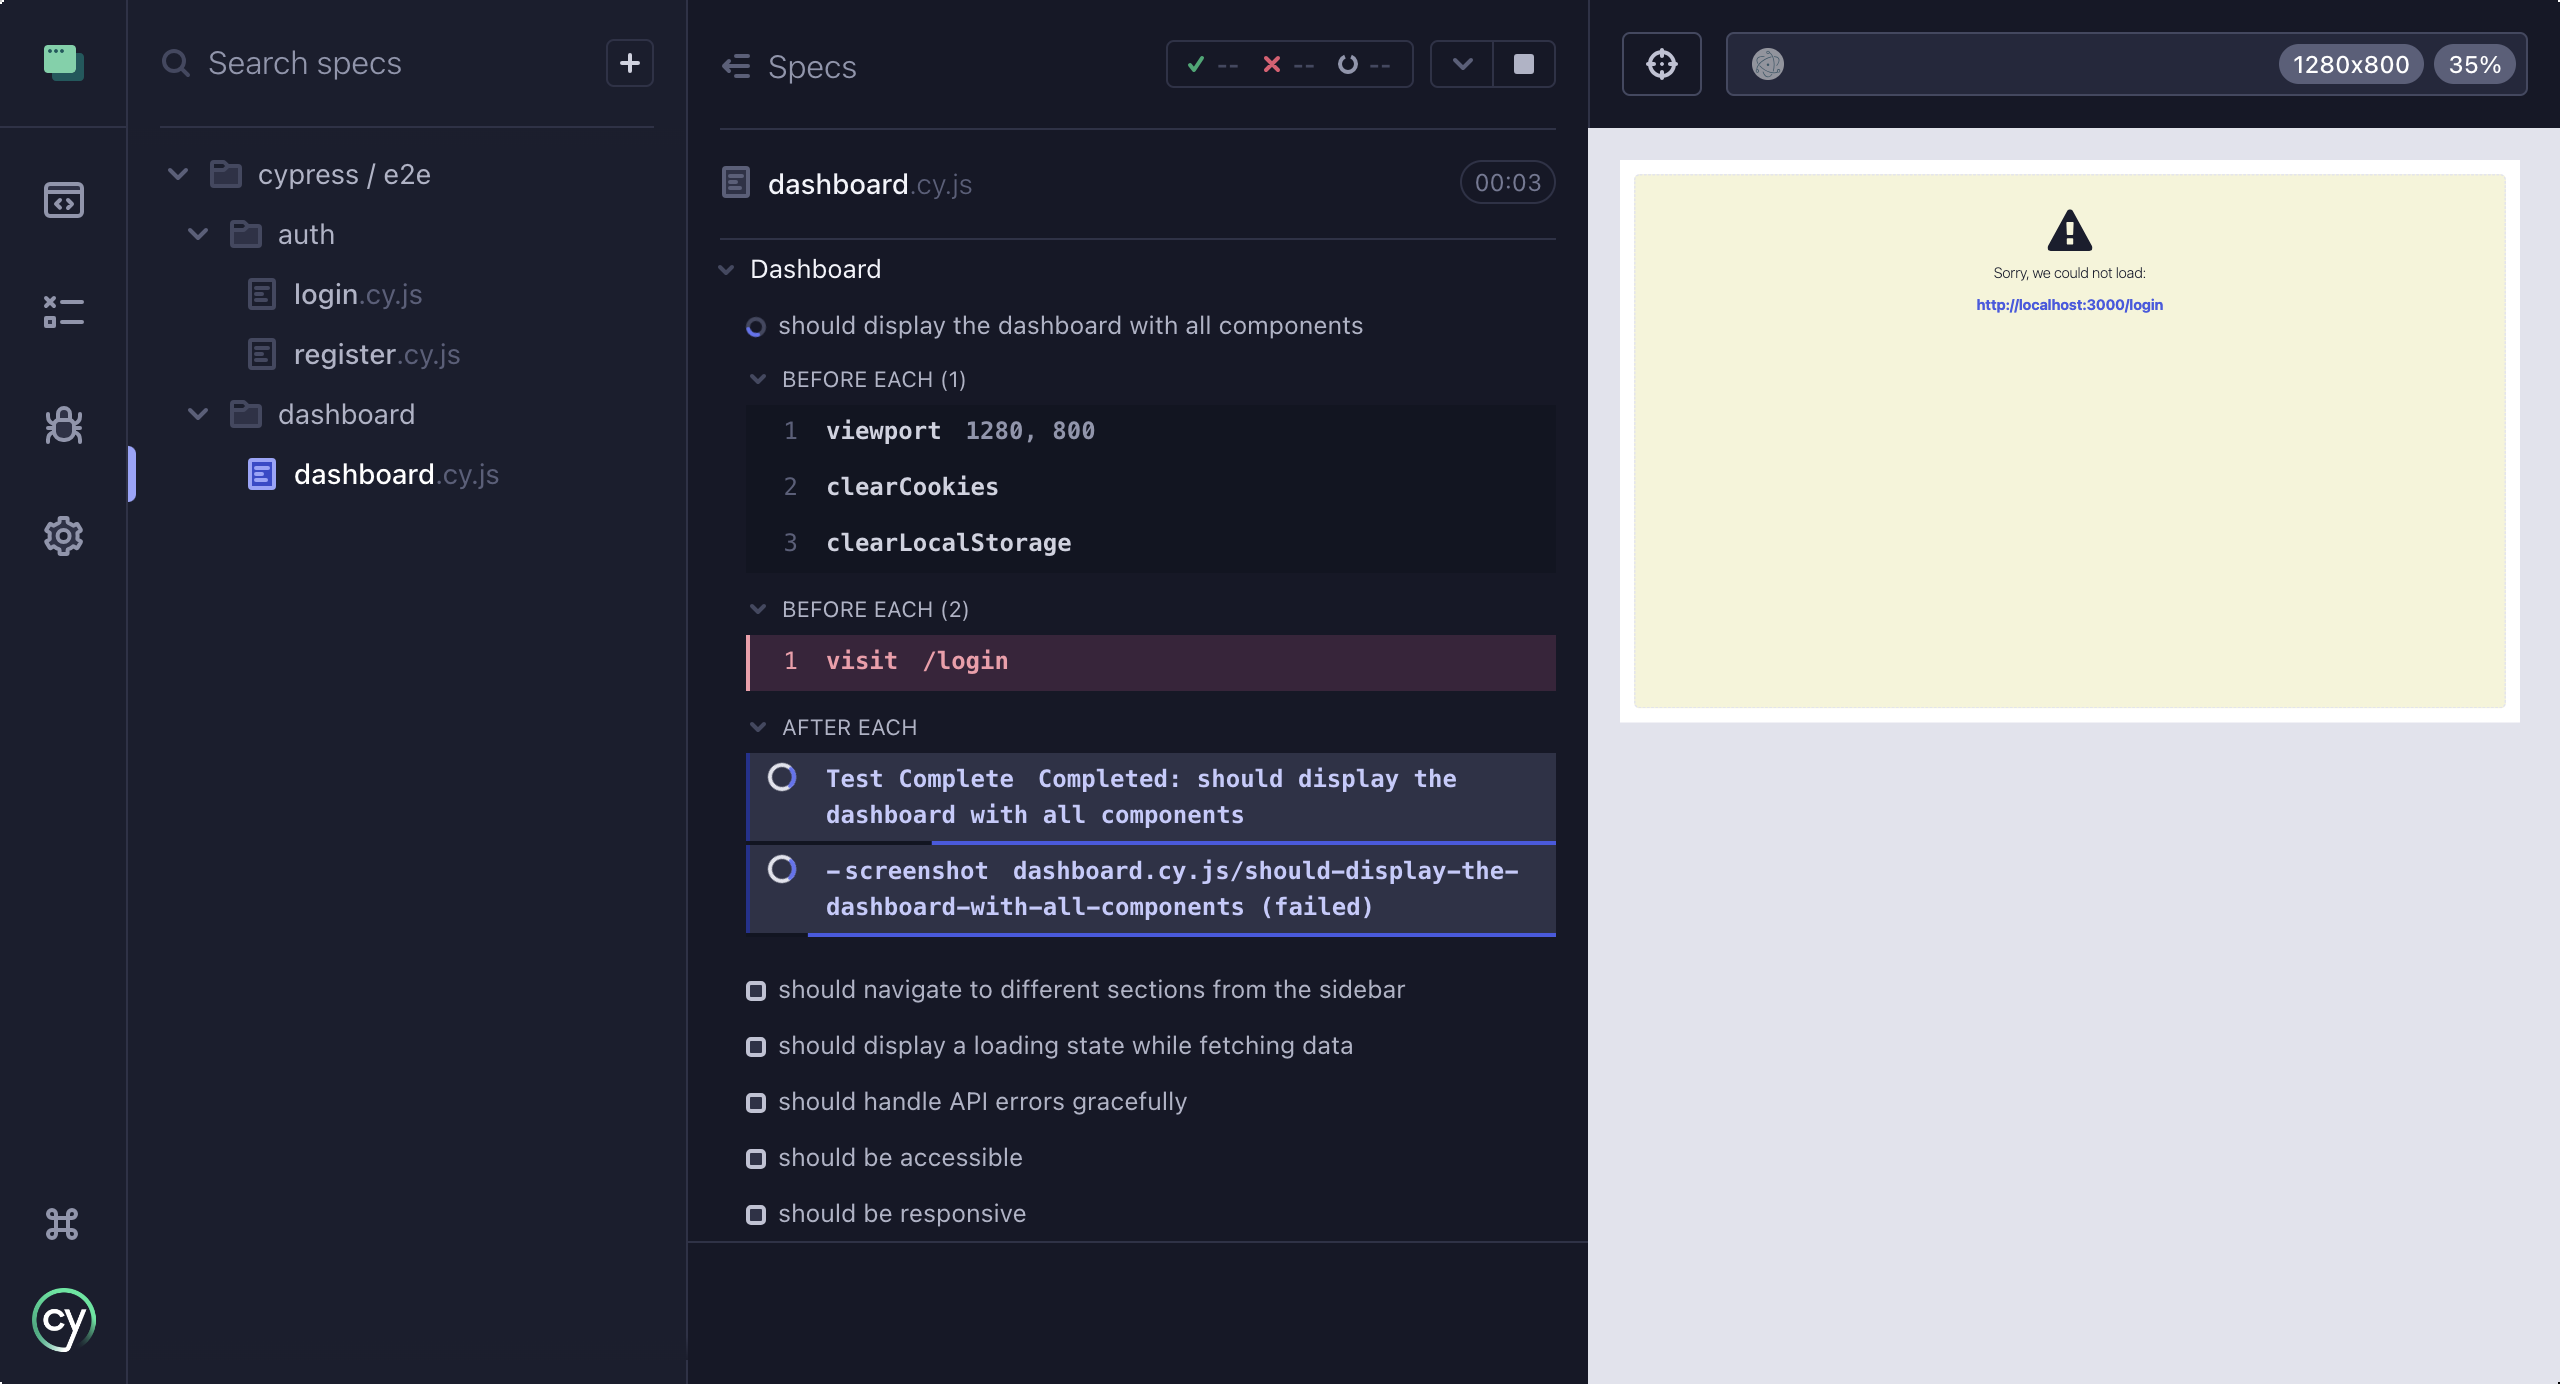 Search specs
cypress / e2e
auth
login.cy.js
register.cy.js
dashboard
dashboard.cy.js
cy
Specs
-- -- --
dashboard.cy.js
00:03
Dashboard
should display the dashboard with all components
BEFORE EACH (1)
1 viewport 1280, 800
2 clearCookies
3 clearLocalStorage
BEFORE EACH (2)
1 visit /login
AFTER EACH
Test Complete Completed: should display the
dashboard with all components
-screenshot dashboard.cy.js/should-display-the-
dashboard-with-all-components (failed)
should navigate to different sections from the sidebar
should display a loading state while fetching data
should handle API errors gracefully
should be accessible
should be responsive
1280x800
35%
Sorry, we could not load:
http://localhost:3000/login